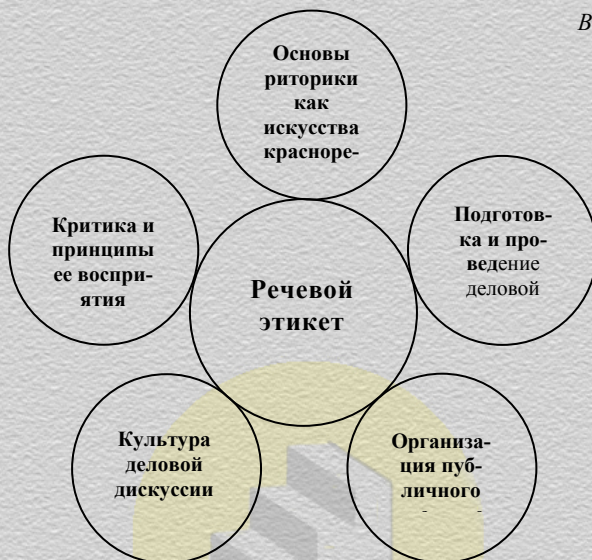 В
Основы
риторики
как
искусства
красноре-
Критика и
принципы
ее воспри-
ятия
Подготов-
ка и про-
ведение
деловой
Речевой
этикет
Культура
деловой
дискуссии
Организа-
ция пуб-
личного